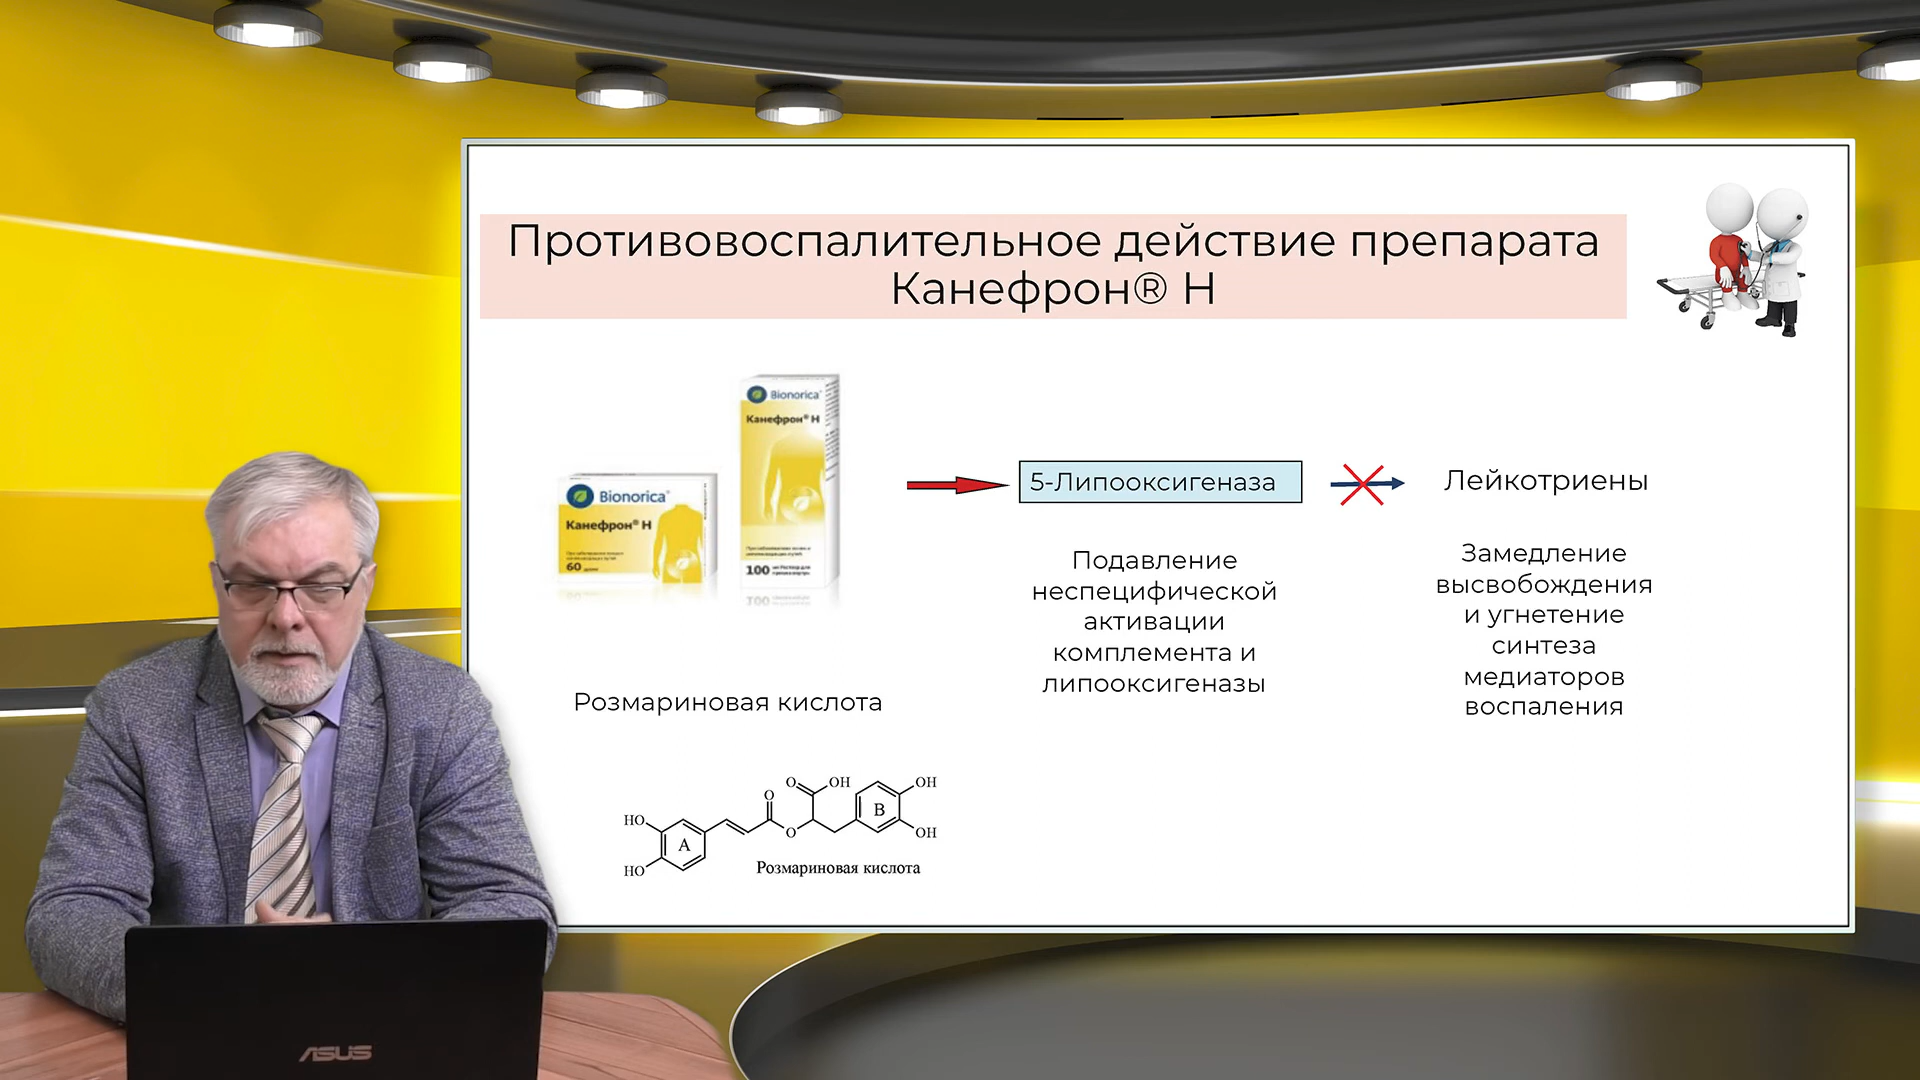 Противовоспалительное действие препарата
Канефрон® Н
Bionorica
Канефрон® Н
60
Bionorica
Канефрон® Н
100
5-Липооксигеназа
Лейкотриены
Подавление
неспецифической
активации
комплемента и
липооксигеназы
Замедление
высвобождения
и угнетение
синтеза
медиаторов
воспаления
Розмариновая кислота
HO
HO
A
O
O
O
OH
B
OH
OH
Розмариновая кислота
ASUS